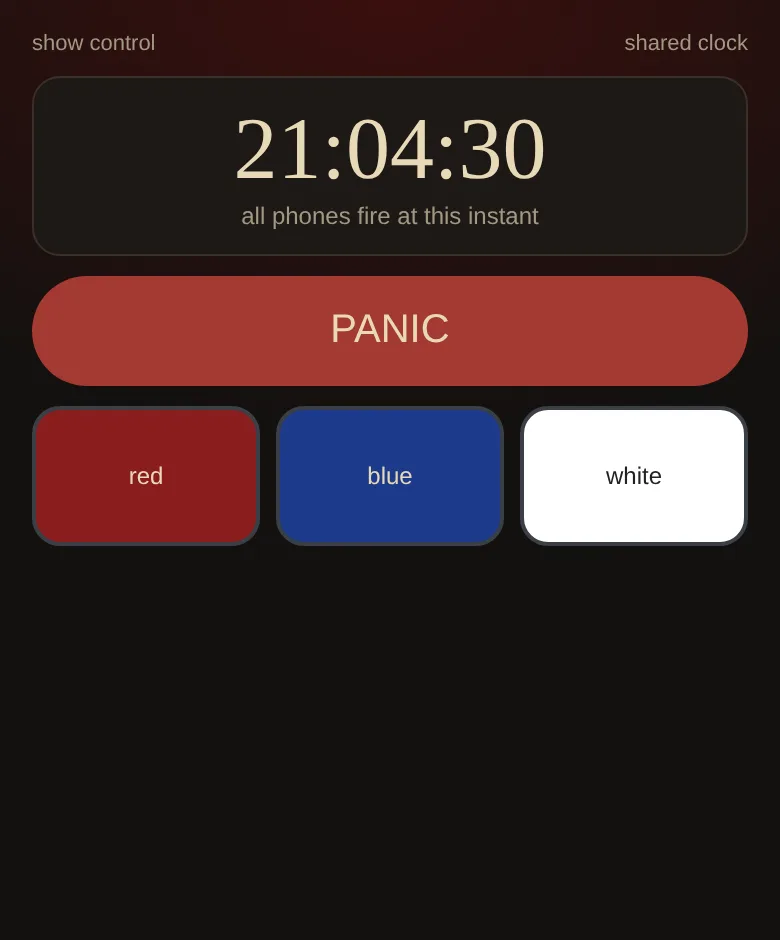 show control shared clock
21:04:30
all phones fire at this instant
PANIC
red blue white